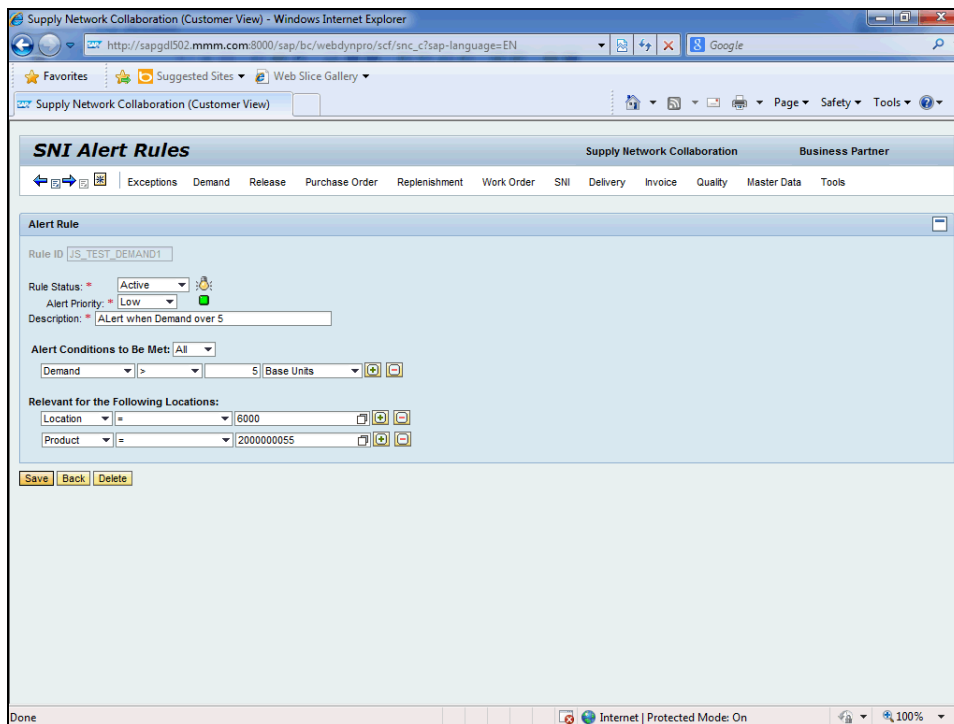 Supply Network Collaboration (Customer View) - Windows Internet Explorer
http://sapgdl502.mmm.com:8000/sap/bc/webdynpro/scf/snc_c?sap-language=EN
Google
Favorites Suggested Sites Web Slice Gallery
Supply Network Collaboration (Customer View) Page Safety Tools
SNI Alert Rules Supply Network Collaboration Business Partner
Exceptions Demand Release Purchase Order Replenishment Work Order SNI Delivery Invoice Quality Master Data Tools
Alert Rule
Rule ID JS_TEST_DEMAND1
Rule Status: * Active
Alert Priority: * Low
Description: * ALert when Demand over 5
Alert Conditions to Be Met: All
Demand > 5 Base Units
Relevant for the Following Locations:
Location = 6000
Product = 2000000055
Save Back Delete
Done Internet | Protected Mode: On 100%